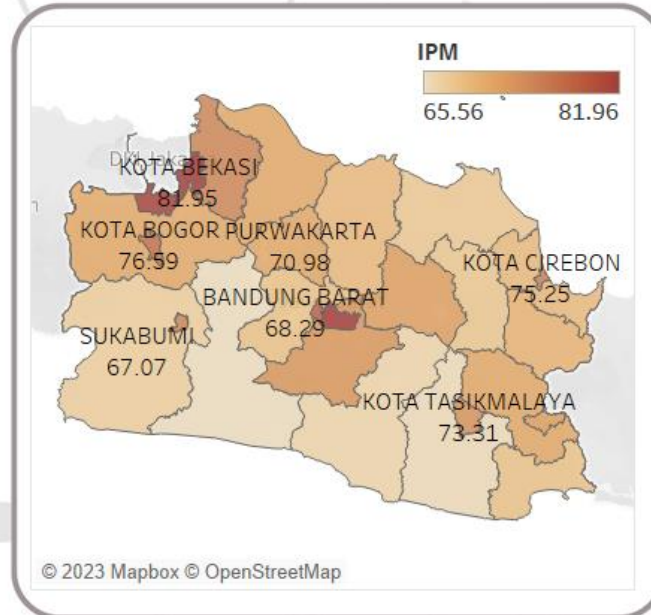 IPM
65.56 81.96
KOTA BEKASI
81.95
KOTA BOGOR
76.59
PURWAKARTA
70.98
KOTA CIREBON
75.25
BANDUNG BARAT
68.29
SUKABUMI
67.07
KOTA TASIKMALAYA
73.31
© 2023 Mapbox © OpenStreetMap